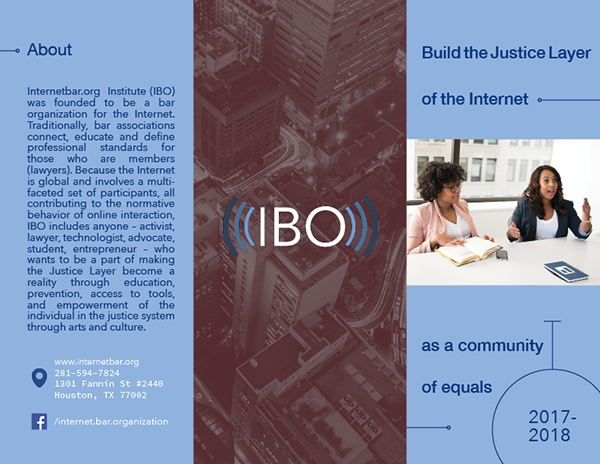 About
Internetbar.org Institute (IBO)
was founded to be a bar
organization for the Internet.
Traditionally, bar associations
connect, educate and define
professional standards for
those who are members
(lawyers). Because the Internet
is global and involves a multi-
faceted set of participants, all
contributing to the normative
behavior of online interaction,
IBO includes anyone – activist,
lawyer, technologist, advocate,
student, entrepreneur – who
wants to be a part of making
the Justice Layer become a
reality through education,
prevention, access to tools,
and empowerment of the
individual in the justice system
through arts and culture.
www.internetbar.org
281-594-7824
1301 Fannin St #2440
Houston, TX 77002
/internet.bar.organization
((( IBO )))
Build the Justice Layer
of the Internet
as a community
of equals
2017-
2018